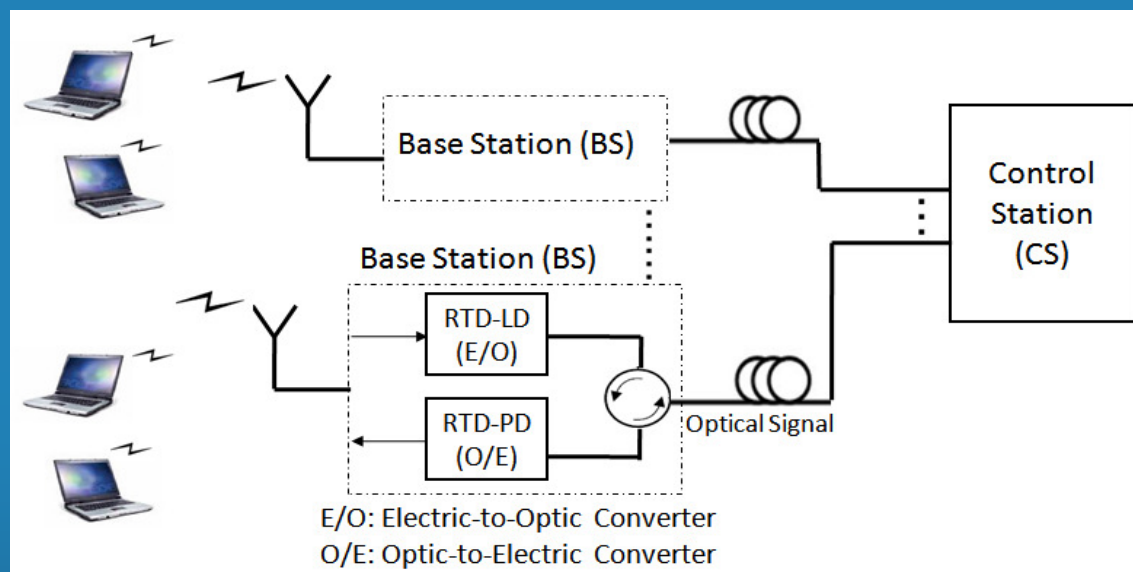 Base Station (BS)
Control
Station
(CS)
Base Station (BS)
RTD-LD
(E/O)
RTD-PD
(O/E)
Optical Signal
E/O: Electric-to-Optic Converter
O/E: Optic-to-Electric Converter